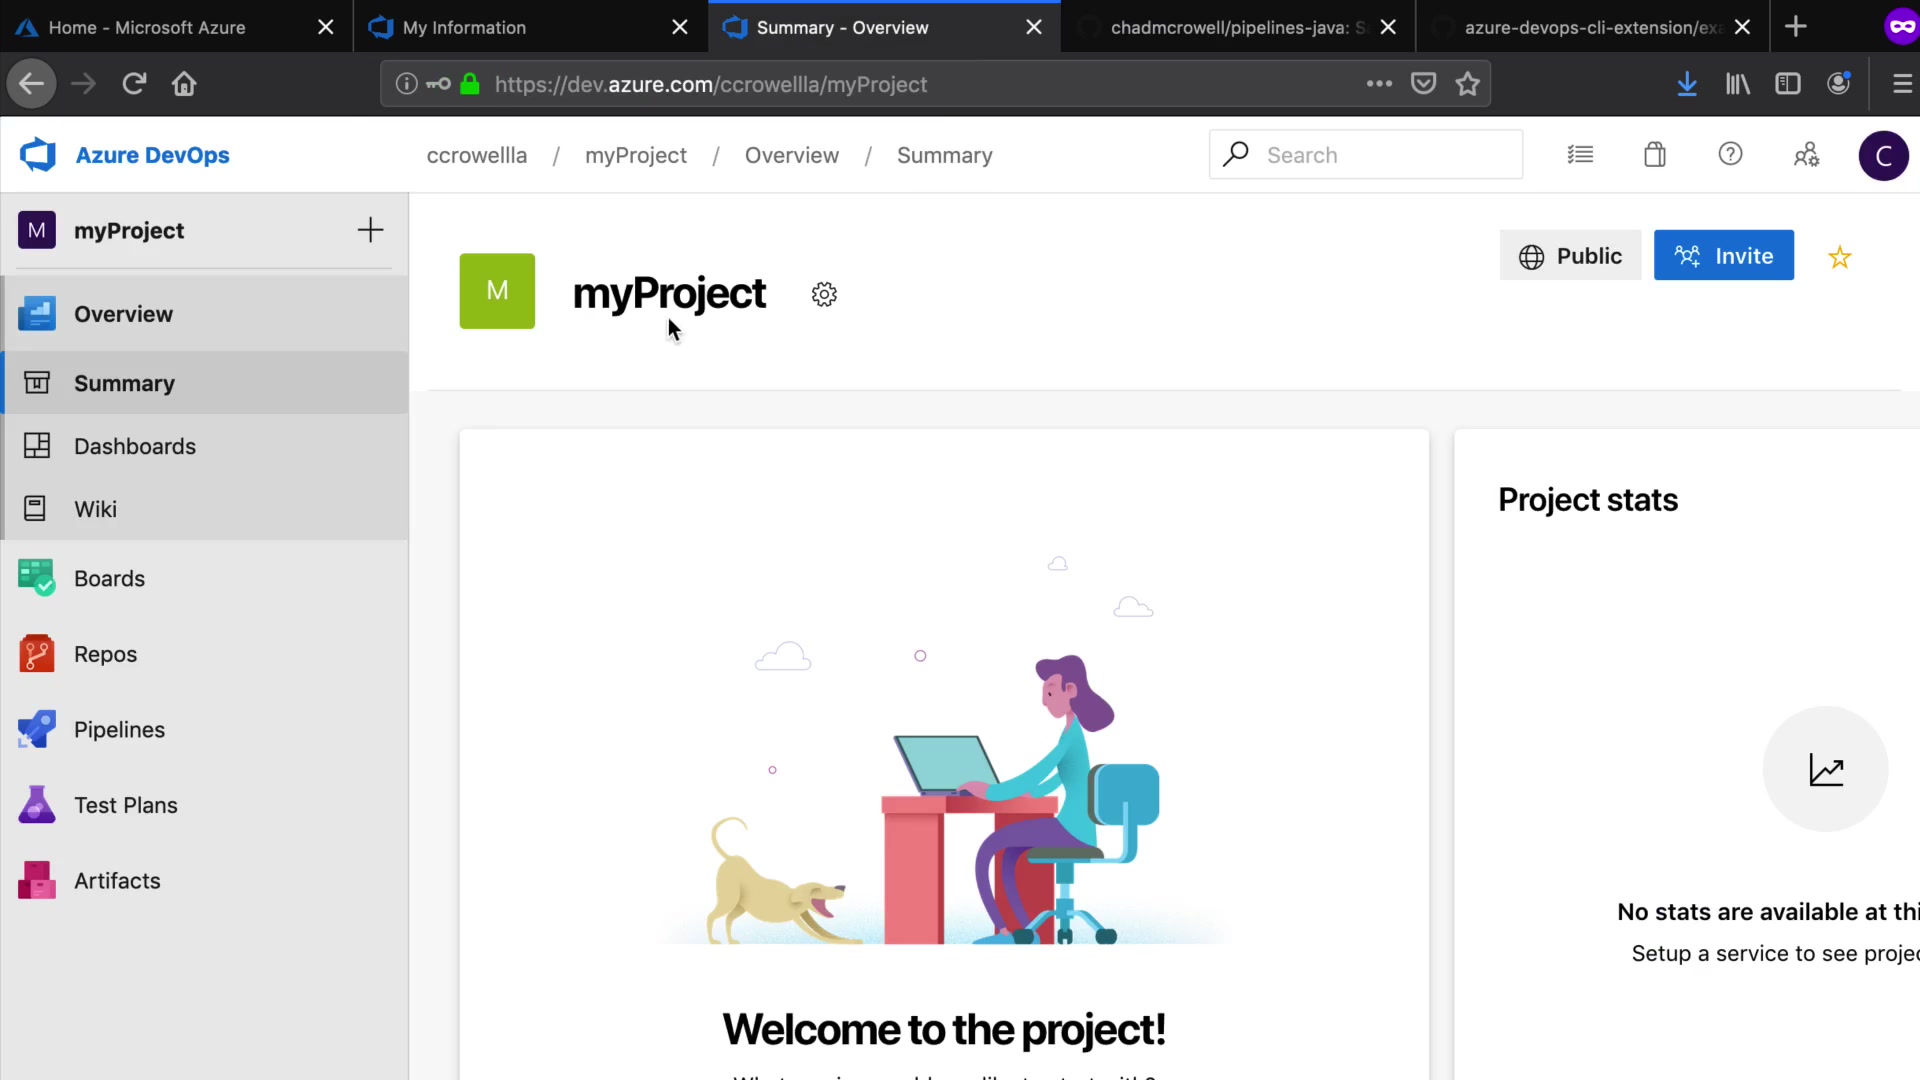 Home - Microsoft Azure
My Information
Summary - Overview
chadmcrowell/pipelines-java: S
azure-devops-cli-extension/ex
https://dev.azure.com/ccrowellla/myProject
Azure DevOps
ccrowellla / myProject / Overview / Summary
Search
C
M myProject
Overview
Summary
Dashboards
Wiki
Boards
Repos
Pipelines
Test Plans
Artifacts
M
myProject
Public
Invite
Welcome to the project!
Project stats
No stats are available at thi
Setup a service to see projec